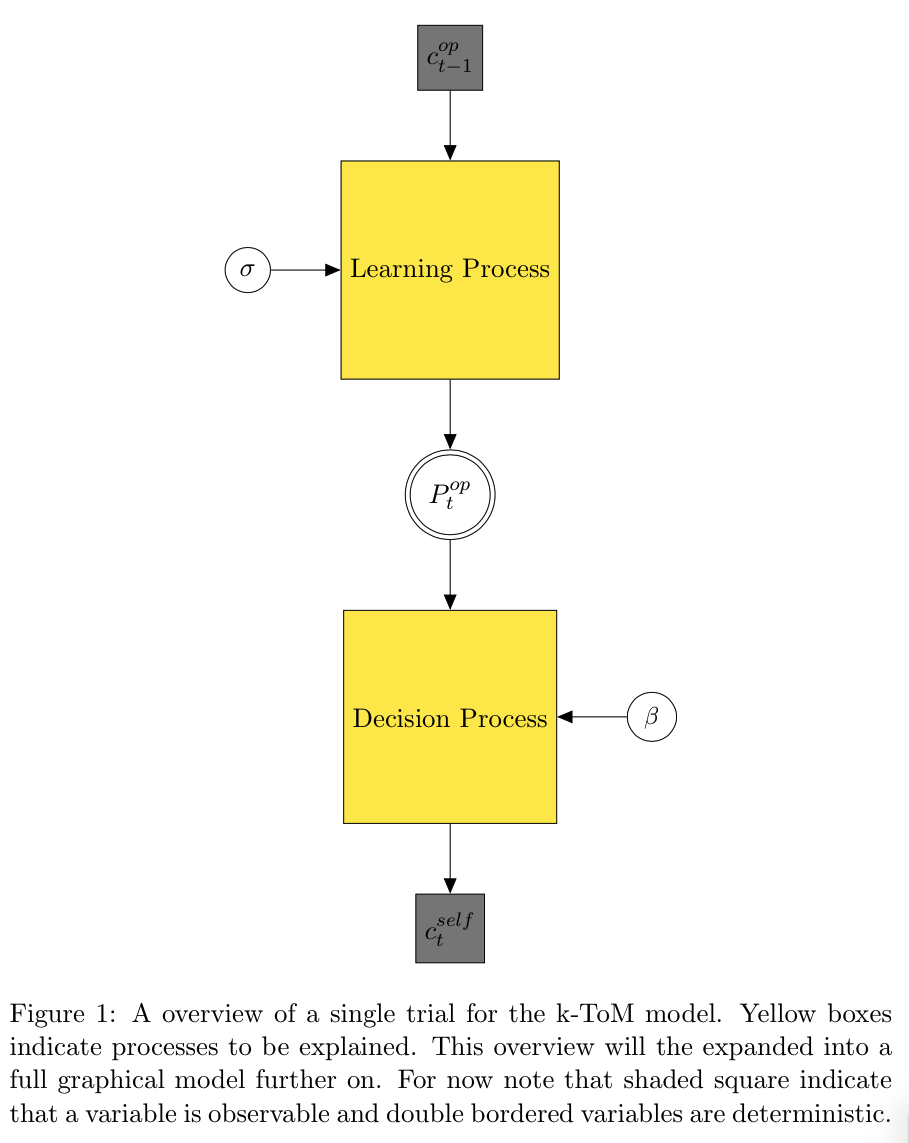 c_{t-1}^{op}
σ
Learning Process
P_t^{op}
Decision Process
β
c_t^{self}
Figure 1: A overview of a single trial for the k-ToM model. Yellow boxes
indicate processes to be explained. This overview will the expanded into a
full graphical model further on. For now note that shaded square indicate
that a variable is observable and double bordered variables are deterministic.